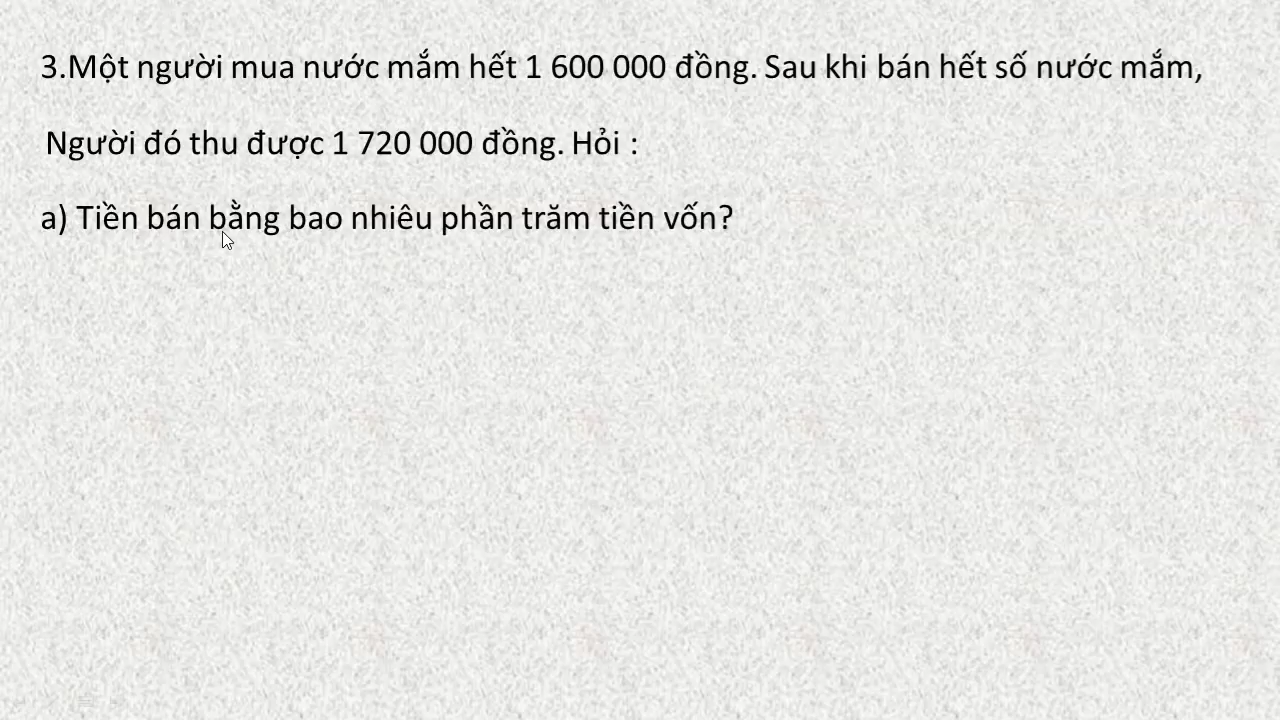 3.Một người mua nước mắm hết 1 600 000 đồng. Sau khi bán hết số nước mắm,
Người đó thu được 1 720 000 đồng. Hỏi :
a) Tiền bán bằng bao nhiêu phần trăm tiền vốn?